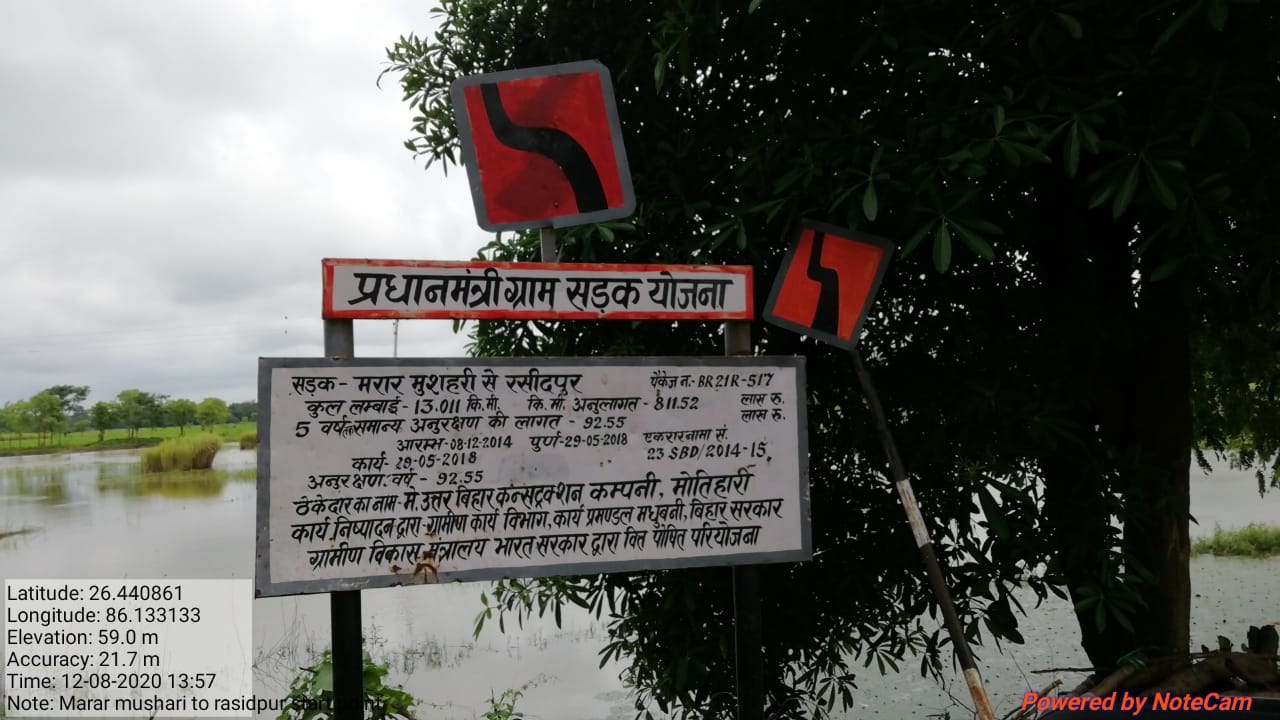 प्रधानमंत्री ग्राम सड़क योजना
सड़क - मरार मुशहरी से रसीदपुर पैकेज न.- BR21R-517
कुल लम्बाई - 13.011 कि.मी. कि.मी. अनुलागत - 811.52 लाख रु.
5 वर्षीय सामान्य अनुरक्षण की लागत - 92.55 लाख रु.
आरम्भ - 08-12-2014 पुर्ण - 29-05-2018 एकरारनामा सं.
कार्य - 29-05-2018 23 SBD/2014-15.
अनुरक्षण. वर्ष - 92.55
ठेकेदार का नाम - मे. उत्तर बिहार कन्सट्रक्शन कम्पनी, मोतिहारी
कार्य निष्पादन द्वारा - ग्रामीण कार्य विभाग, कार्य प्रमण्डल मधुबनी, बिहार सरकार
ग्रामीण विकास मंत्रालय भारत सरकार द्वारा वित्त पोषित परियोजना
Latitude: 26.440861
Longitude: 86.133133
Elevation: 59.0 m
Accuracy: 21.7 m
Time: 12-08-2020 13:57
Note: Marar mushari to rasidpur start point
Powered by NoteCam